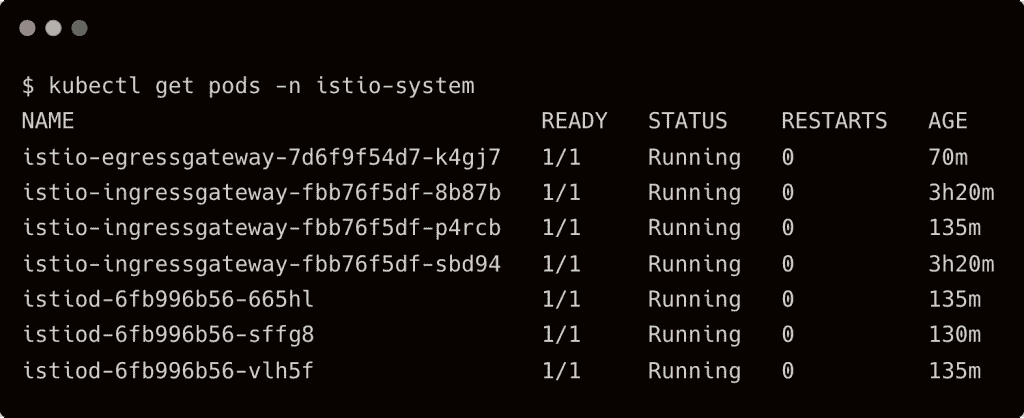 $ kubectl get pods -n istio-system
NAME READY STATUS RESTARTS AGE
istio-egressgateway-7d6f9f54d7-k4gj7 1/1 Running 0 70m
istio-ingressgateway-fbb76f5df-8b87b 1/1 Running 0 3h20m
istio-ingressgateway-fbb76f5df-p4rcb 1/1 Running 0 135m
istio-ingressgateway-fbb76f5df-sbd94 1/1 Running 0 3h20m
istiod-6fb996b56-665hl 1/1 Running 0 135m
istiod-6fb996b56-sffg8 1/1 Running 0 130m
istiod-6fb996b56-vlh5f 1/1 Running 0 135m